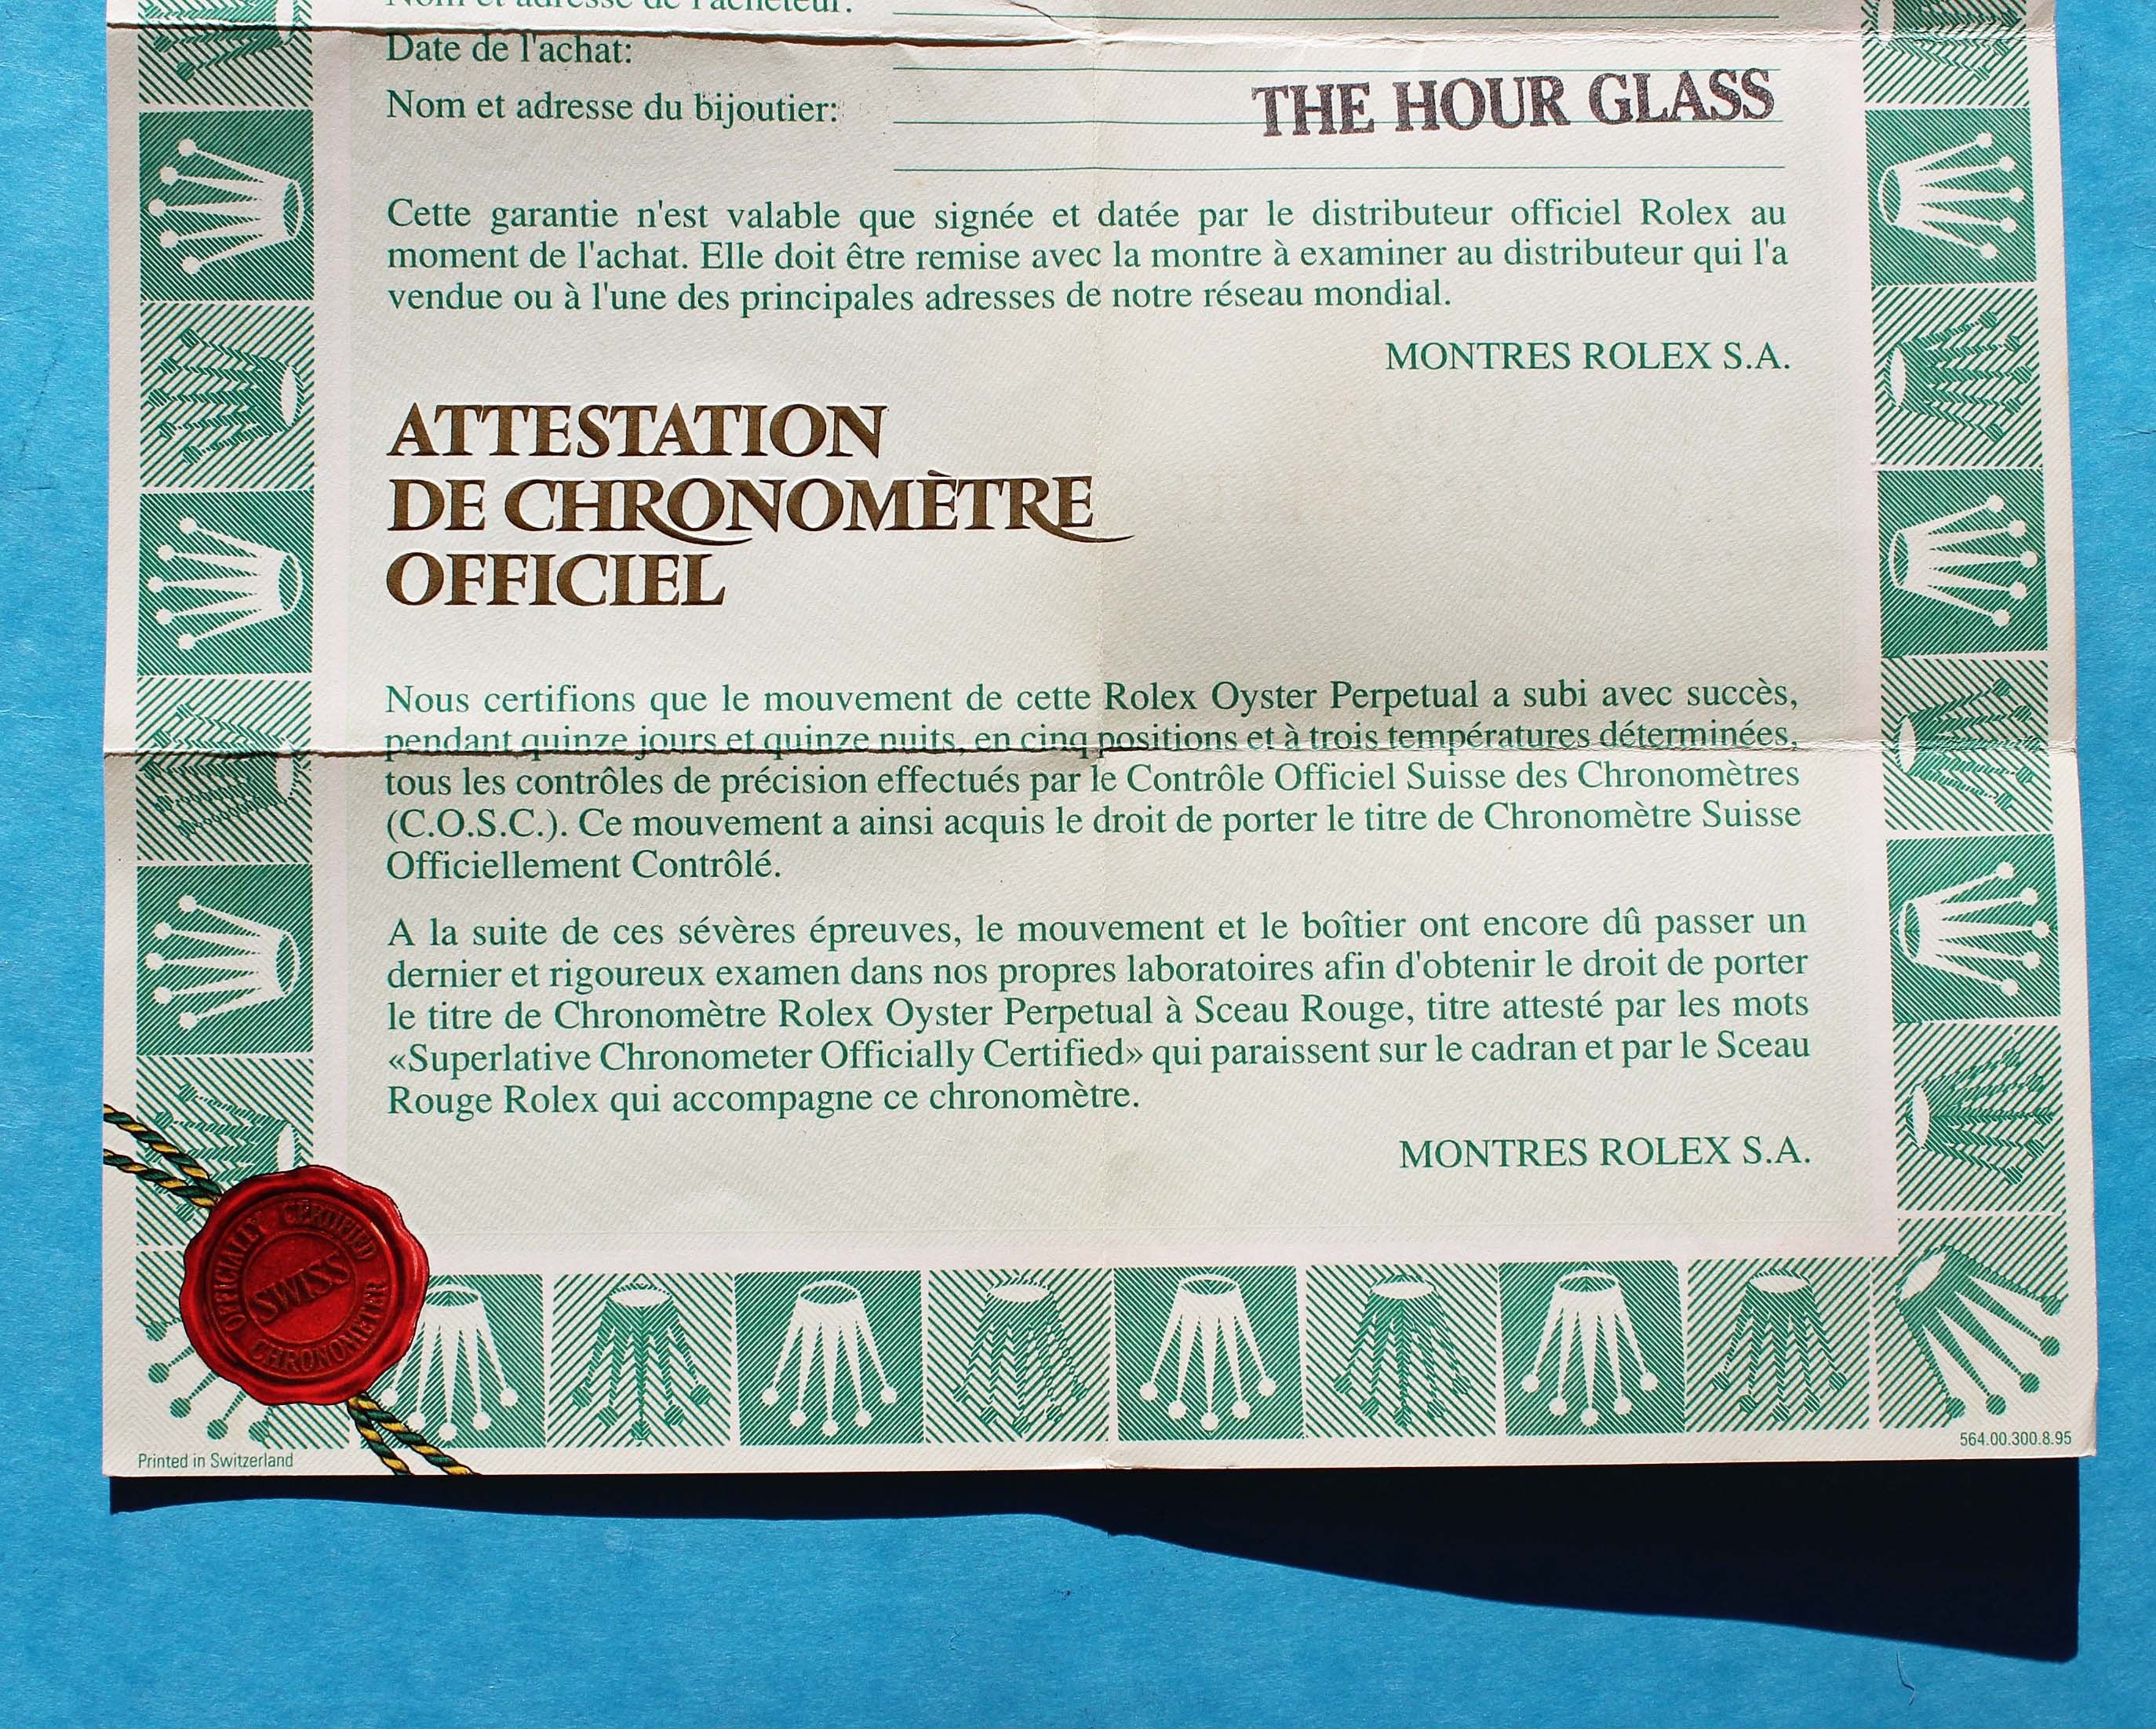 Nom et adresse de l'acheteur:
Date de l'achat:
Nom et adresse du bijoutier:
THE HOUR GLASS
Cette garantie n'est valable que signée et datée par le distributeur officiel Rolex au
moment de l'achat. Elle doit être remise avec la montre à examiner au distributeur qui l'a
vendue ou à l'une des principales adresses de notre réseau mondial.
MONTRES ROLEX S.A.
ATTESTATION
DE CHRONOMÈTRE
OFFICIEL
Nous certifions que le mouvement de cette Rolex Oyster Perpetual a subi avec succès,
pendant quinze jours et quinze nuits, en cinq positions et à trois températures déterminées,
tous les contrôles de précision effectués par le Contrôle Officiel Suisse des Chronomètres
(C.O.S.C.). Ce mouvement a ainsi acquis le droit de porter le titre de Chronomètre Suisse
Officiellement Contrôlé.
A la suite de ces sévères épreuves, le mouvement et le boîtier ont encore dû passer un
dernier et rigoureux examen dans nos propres laboratoires afin d'obtenir le droit de porter
le titre de Chronomètre Rolex Oyster Perpetual à Sceau Rouge, titre attesté par les mots
«Superlative Chronometer Officially Certified» qui paraissent sur le cadran et par le Sceau
Rouge Rolex qui accompagne ce chronomètre.
MONTRES ROLEX S.A.
OFFICIALLY CERTIFIED
SWISS
CHRONOMETER
Printed in Switzerland
564.00.300.8.95